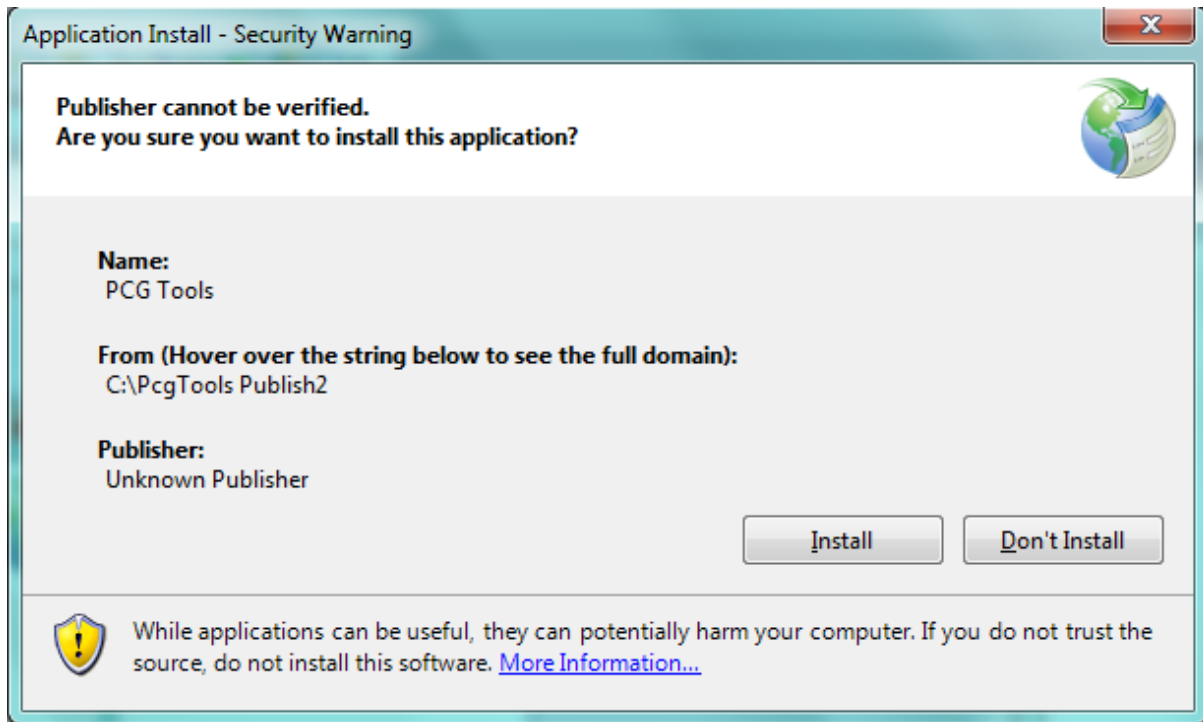 Application Install - Security Warning
Publisher cannot be verified.
Are you sure you want to install this application?
Name:
PCG Tools
From (Hover over the string below to see the full domain):
C:\PcgTools Publish2
Publisher:
Unknown Publisher
Install
Don't Install
While applications can be useful, they can potentially harm your computer. If you do not trust the
source, do not install this software. More Information...